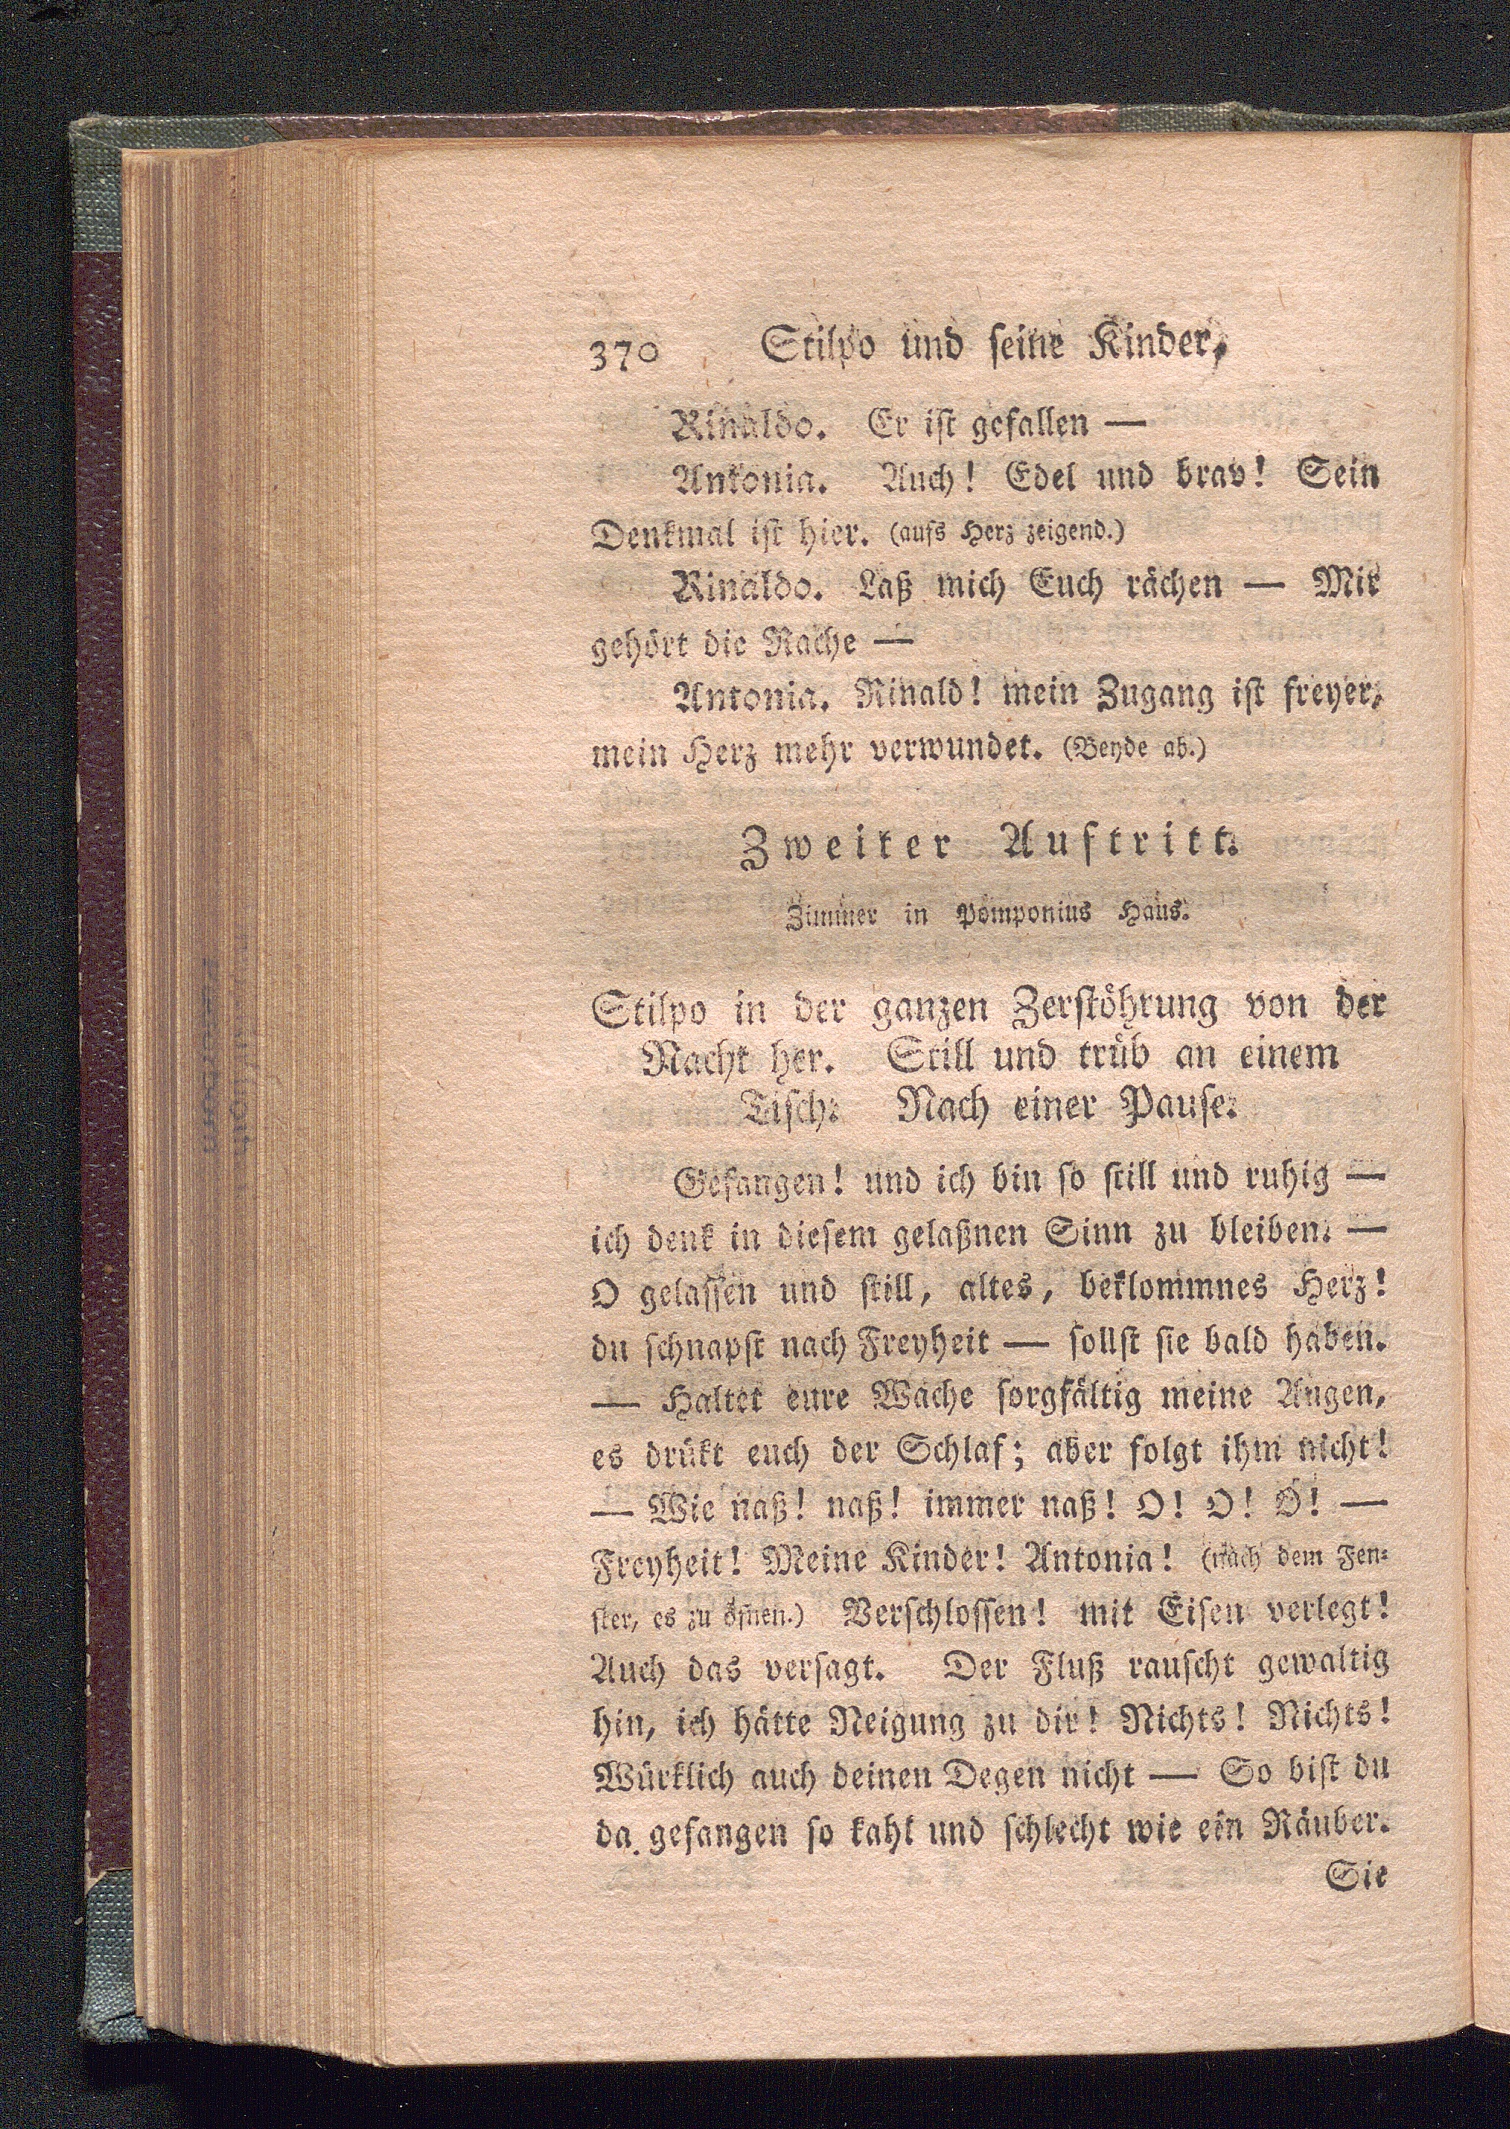 370 Stilpo und ſeine Kinder,
Rinaldo. Er iſt gefallen —
Antonia. Auch! Edel und brav! Sein
Denkmal iſt hier. (aufs Herz zeigend.)
Rinaldo. Laß mich Euch rächen — Mir
gehört die Rache —
Antonia. Rinald! mein Zugang iſt freyer,
mein Herz mehr verwundet. (Beyde ab.)
Zweiter Auftritt.
Zimmer in Pomponius Haus.
Stilpo in der ganzen Zerſtöhrung von der
Nacht her. Still und trüb an einem
Tiſch. Nach einer Pauſe.
Gefangen! und ich bin ſo ſtill und ruhig —
ich denk in dieſem gelaßnen Sinn zu bleiben. —
O gelaſſen und ſtill, altes, beklommnes Herz!
du ſchnapſt nach Freyheit — ſollſt ſie bald haben.
— Haltet eure Wache ſorgfältig meine Augen,
es drükt euch der Schlaf; aber folgt ihm nicht!
— Wie naß! naß! immer naß! O! O! O! —
Freyheit! Meine Kinder! Antonia! (nach dem Fen-
ſter, es zu öfnen.) Verſchloſſen! mit Eiſen verlegt!
Auch das verſagt. Der Fluß rauſcht gewaltig
hin, ich hätte Neigung zu dir! Nichts! Nichts!
Würklich auch deinen Degen nicht — So biſt du
da gefangen ſo kahl und ſchlecht wie ein Räuber.
Sie